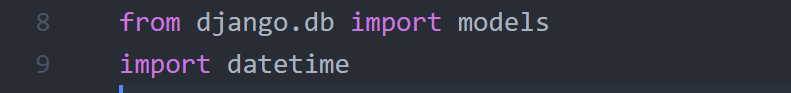 8 from django.db import models
9 import datetime